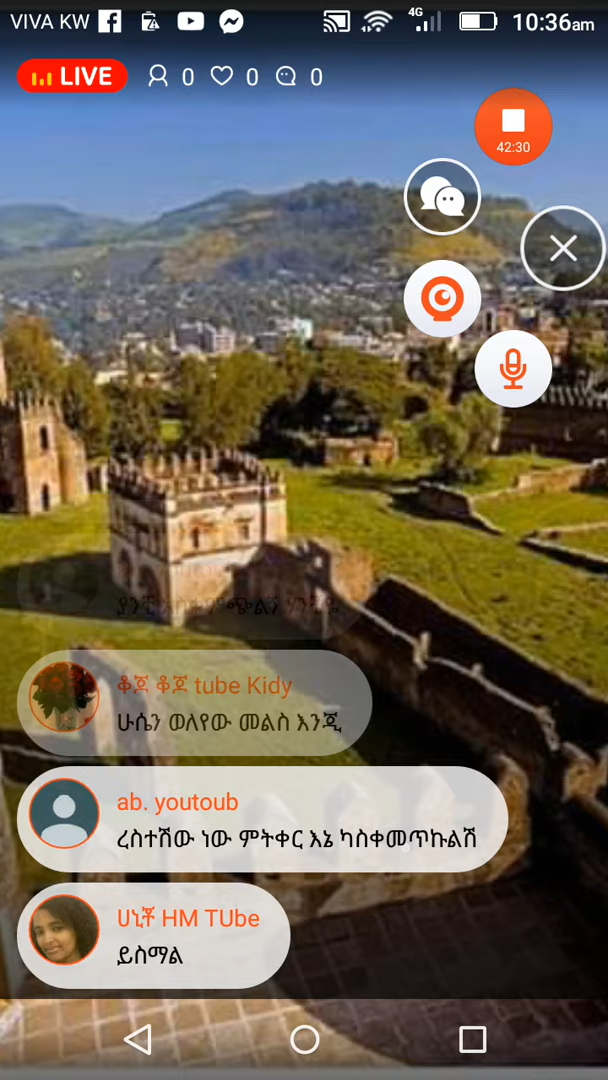 VIVA KW 4G 10:36am
LIVE 0 0 0
42:30
ቆጆ ቆጆ tube Kidy
ሁሴን ወለየው መልስ እንጂ
ab. youtoub
ረስተሽው ነው ምትቀር እኔ ካስቀመጥኩልሽ
ሀኒቾ HM TUbe
ይስማል